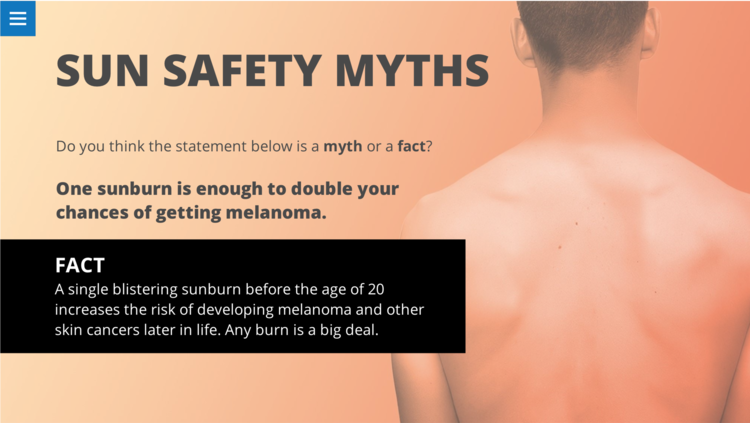 SUN SAFETY MYTHS
Do you think the statement below is a myth or a fact?
One sunburn is enough to double your
chances of getting melanoma.
FACT
A single blistering sunburn before the age of 20
increases the risk of developing melanoma and other
skin cancers later in life. Any burn is a big deal.